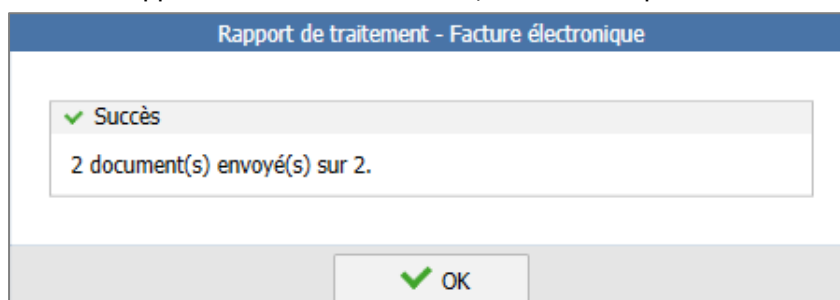 Rapport de traitement - Facture électronique
Succès
2 document(s) envoyé(s) sur 2.
OK